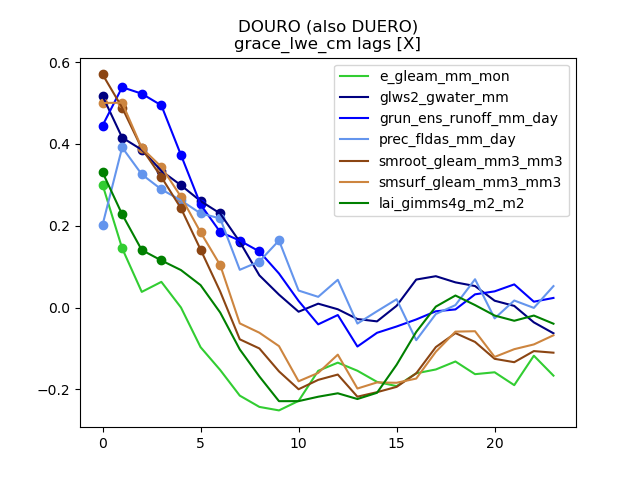 DOURO (also DUERO)
grace_lwe_cm lags [X]
0.6
0.4
0.2
0.0
−0.2
0
5
10
15
20
e_gleam_mm_mon
glws2_gwater_mm
grun_ens_runoff_mm_day
prec_fldas_mm_day
smroot_gleam_mm3_mm3
smsurf_gleam_mm3_mm3
lai_gimms4g_m2_m2